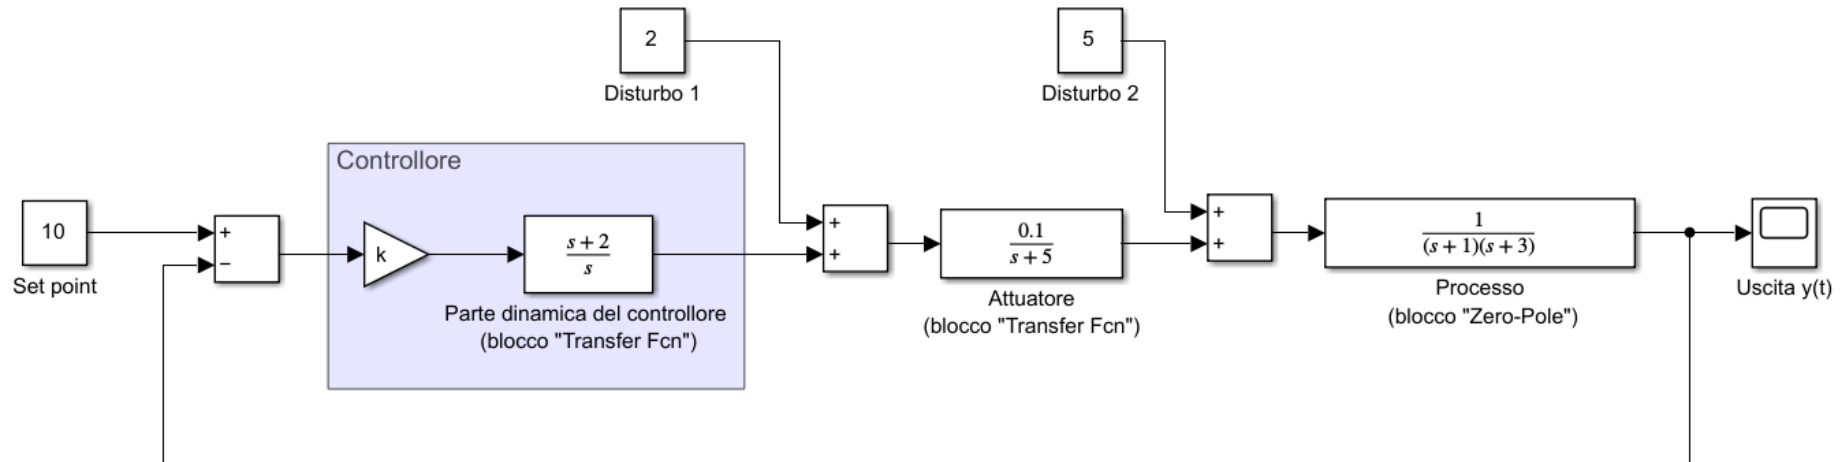 2
Disturbo 1
5
Disturbo 2
Controllore
10
Set point
+
−
k
s + 2
s
Parte dinamica del controllore
(blocco "Transfer Fcn")
+
+
0.1
s + 5
Attuatore
(blocco "Transfer Fcn")
+
+
1
(s + 1)(s + 3)
Processo
(blocco "Zero-Pole")
Uscita y(t)